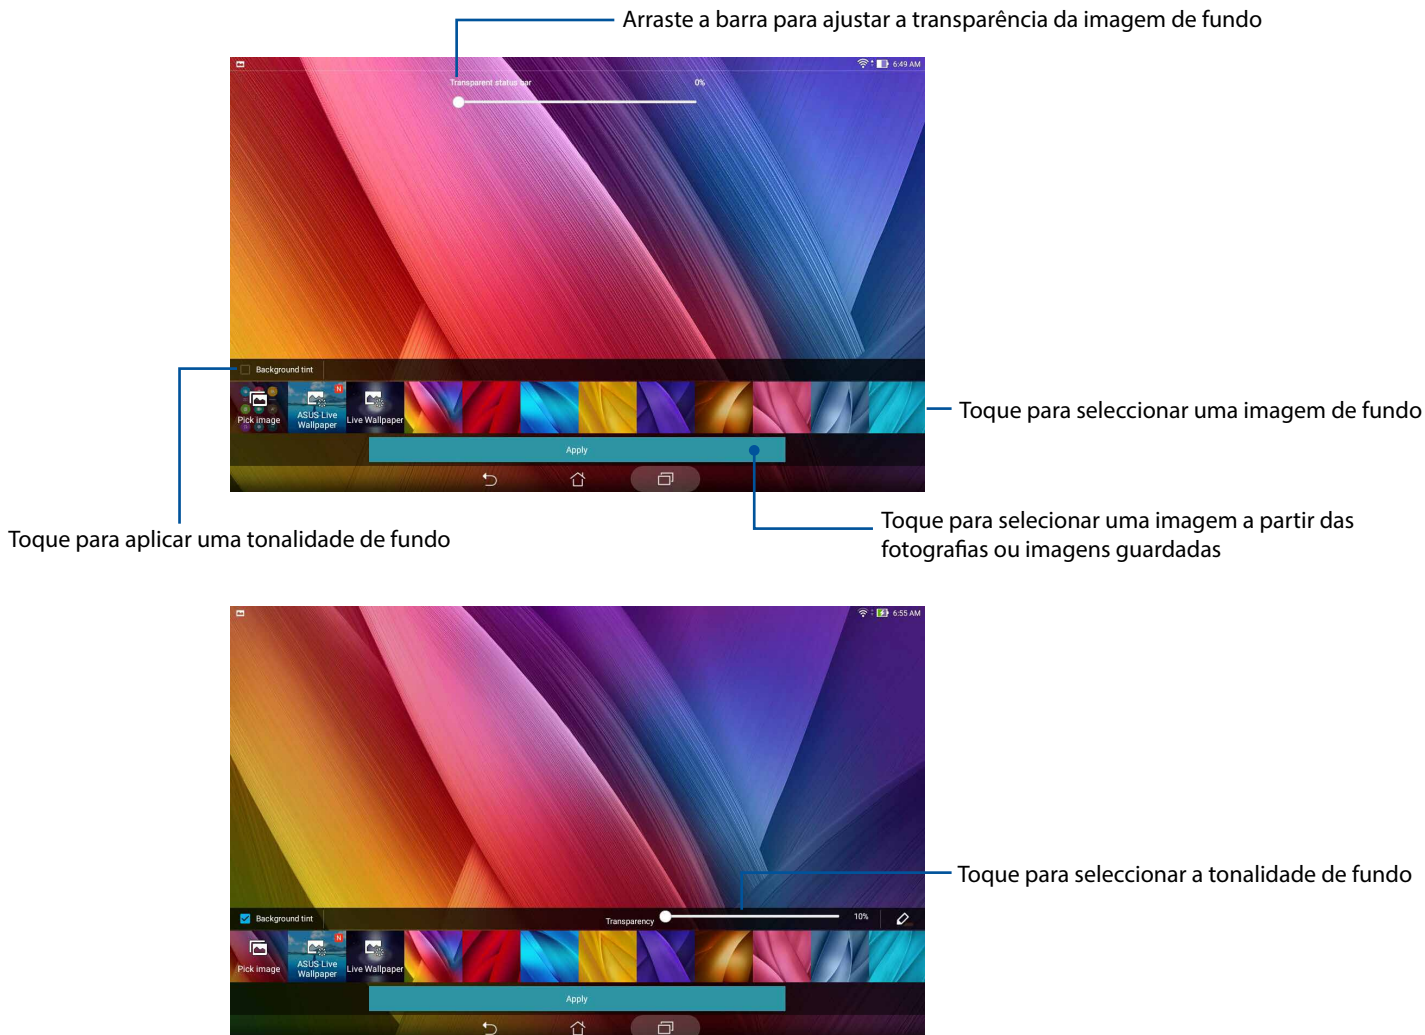 Arraste a barra para ajustar a transparência da imagem de fundo
6:49 AM
Transparent status bar 0%
Background tint
Pick image
N
ASUS Live
Wallpaper
Live Wallpaper
Toque para seleccionar uma imagem de fundo
Apply
Toque para aplicar uma tonalidade de fundo
Toque para selecionar uma imagem a partir das
fotografias ou imagens guardadas
6:55 AM
Toque para seleccionar a tonalidade de fundo
Background tint
Transparency 10%
Pick image
N
ASUS Live
Wallpaper
Live Wallpaper
Apply